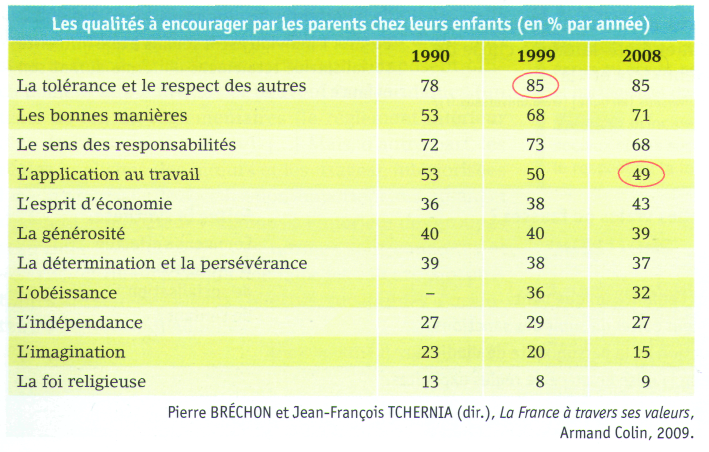 Les qualités à encourager par les parents chez leurs enfants (en % par année)
1990 1999 2008
La tolérance et le respect des autres 78 85 85
Les bonnes manières 53 68 71
Le sens des responsabilités 72 73 68
L'application au travail 53 50 49
L'esprit d'économie 36 38 43
La générosité 40 40 39
La détermination et la persévérance 39 38 37
L'obéissance – 36 32
L'indépendance 27 29 27
L'imagination 23 20 15
La foi religieuse 13 8 9
Pierre BRÉCHON et Jean-François TCHERNIA (dir.), La France à travers ses valeurs,
Armand Colin, 2009.